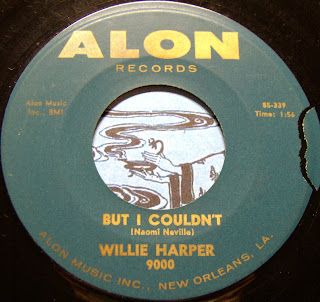 ALON
RECORDS
Alon Music
Inc., BMI
BS-339
Time: 1:56
BUT I COULDN'T
(Naomi Neville)
WILLIE HARPER
9000
ALON MUSIC INC., NEW ORLEANS, LA.